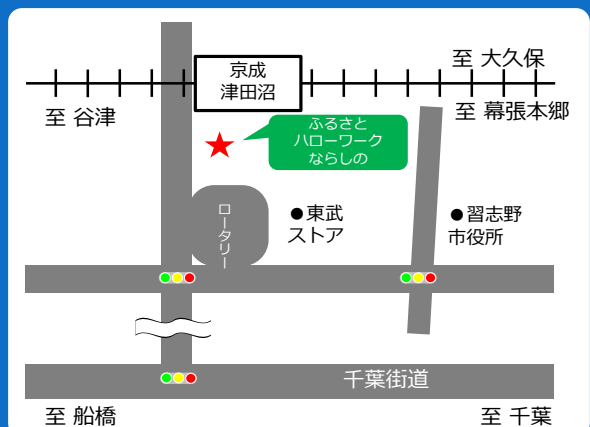 京成
津田沼
至 大久保
至 谷津
至 幕張本郷
ふるさと
ハローワーク
ならしの
ロータリー
●東武
ストア
●習志野
市役所
千葉街道
至 船橋
至 千葉